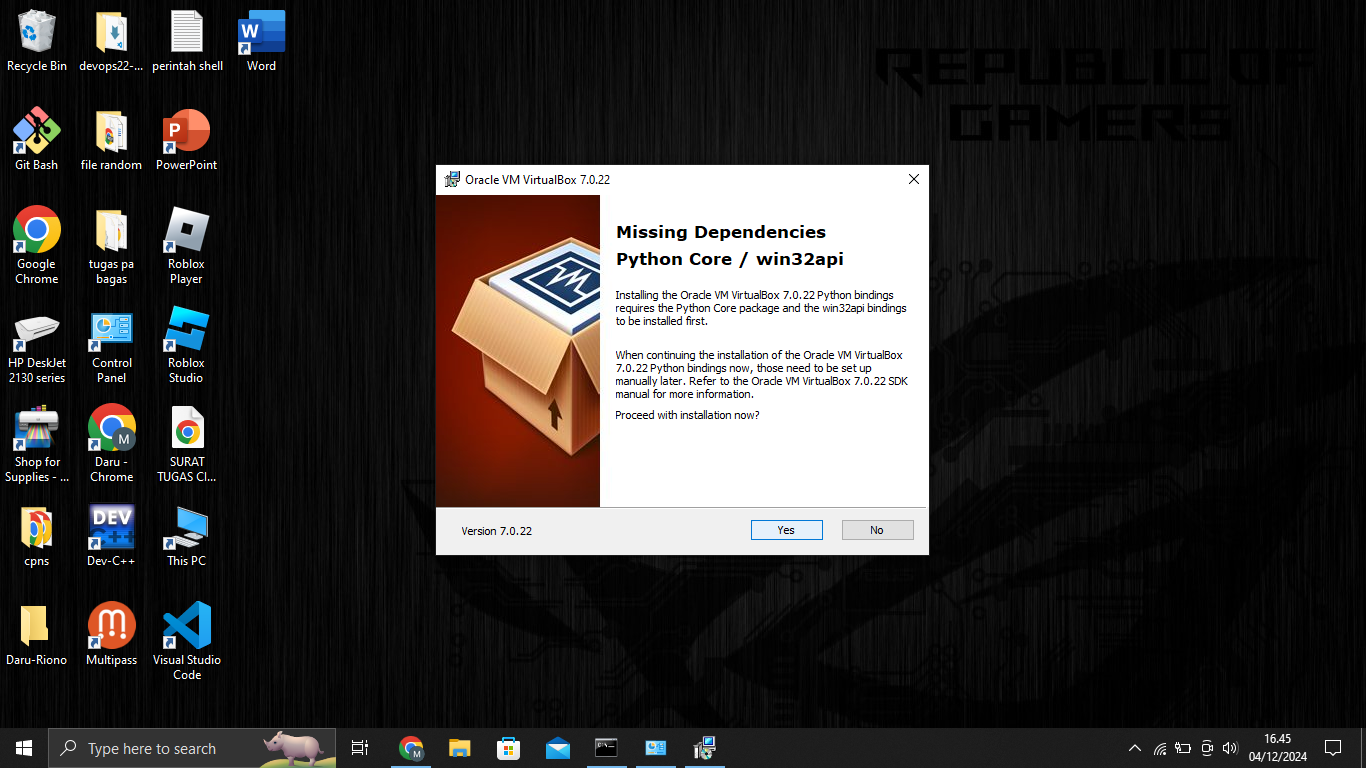 Recycle Bin
devops22-...
perintah shell
Word
REPUBLIC OF
GAMERS
Git Bash
file random
PowerPoint
Google
Chrome
tugas pa
bagas
Roblox
Player
HP DeskJet
2130 series
Control
Panel
Roblox
Studio
Shop for
Supplies - ...
Daru -
Chrome
SURAT
TUGAS CI...
cpns
DEV
C++
Dev-C++
This PC
Daru-Riono
Multipass
Visual Studio
Code
Oracle VM VirtualBox 7.0.22
Missing Dependencies
Python Core / win32api
Installing the Oracle VM VirtualBox 7.0.22 Python bindings
requires the Python Core package and the win32api bindings
to be installed first.
When continuing the installation of the Oracle VM VirtualBox
7.0.22 Python bindings now, those need to be set up
manually later. Refer to the Oracle VM VirtualBox 7.0.22 SDK
manual for more information.
Proceed with installation now?
Version 7.0.22
Yes
No
Type here to search
16.45
04/12/2024